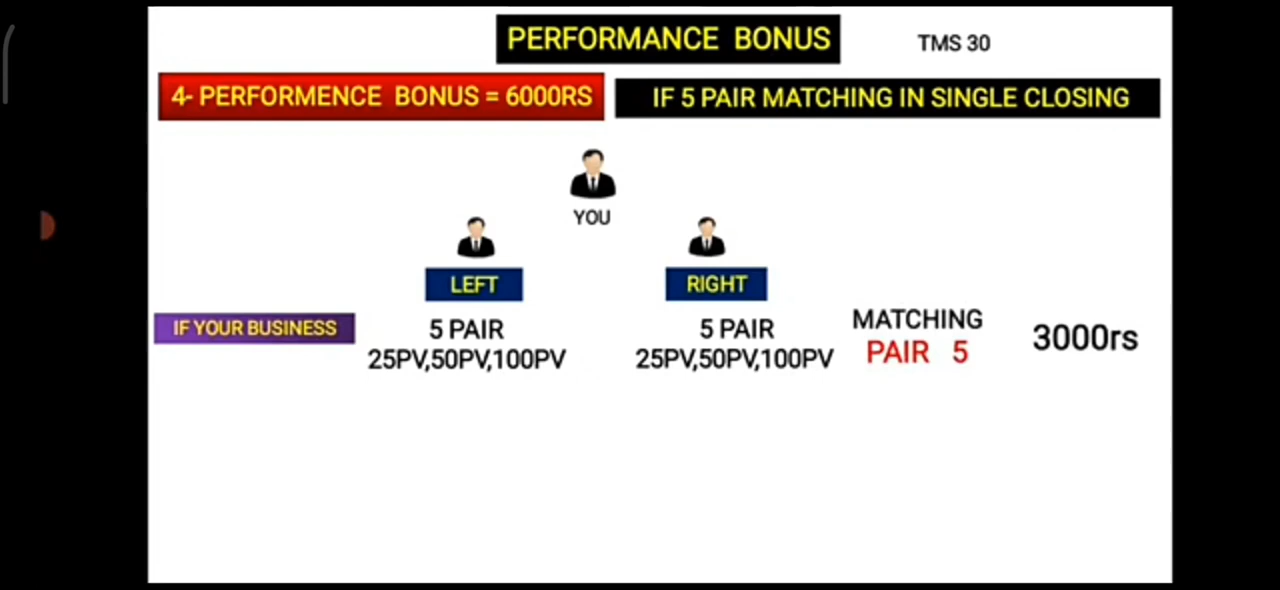 PERFORMANCE BONUS
TMS 30
4- PERFORMENCE BONUS = 6000RS
IF 5 PAIR MATCHING IN SINGLE CLOSING
YOU
LEFT
RIGHT
IF YOUR BUSINESS
5 PAIR
25PV,50PV,100PV
5 PAIR
25PV,50PV,100PV
MATCHING
PAIR 5
3000rs